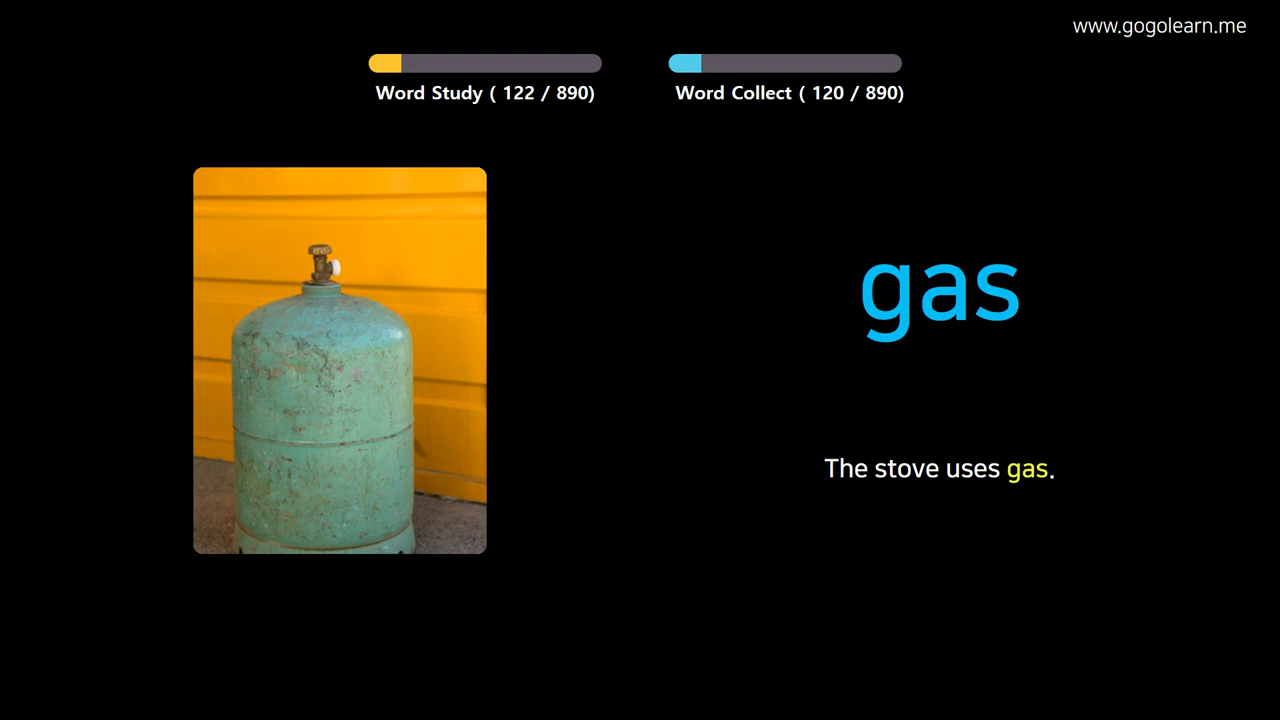 www.gogolearn.me
Word Study ( 122 / 890)
Word Collect ( 120 / 890)
gas
The stove uses gas.